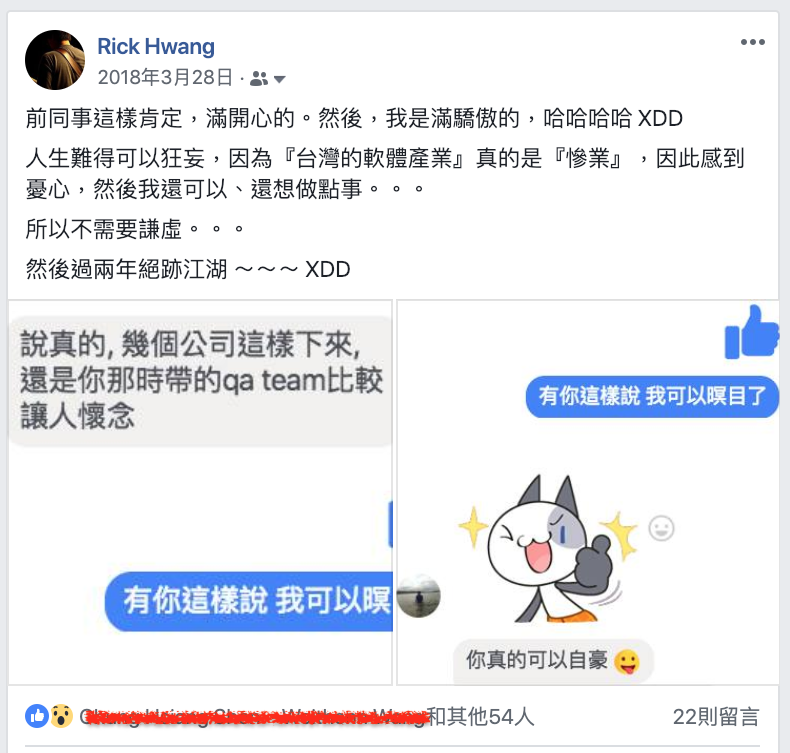 Rick Hwang
2018年3月28日 ·
前同事這樣肯定，滿開心的。然後，我是滿驕傲的，哈哈哈哈 XDD
人生難得可以狂妄，因為『台灣的軟體產業』真的是『慘業』，因此感到
憂心，然後我還可以、還想做點事。。。
所以不需要謙虛。。。
然後過兩年絕跡江湖 ～～～ XDD
說真的, 幾個公司這樣下來,
還是你那時帶的qa team比較
讓人懷念
有你這樣說 我可以暝
有你這樣說 我可以暝目了
你真的可以自豪
和其他54人
22則留言